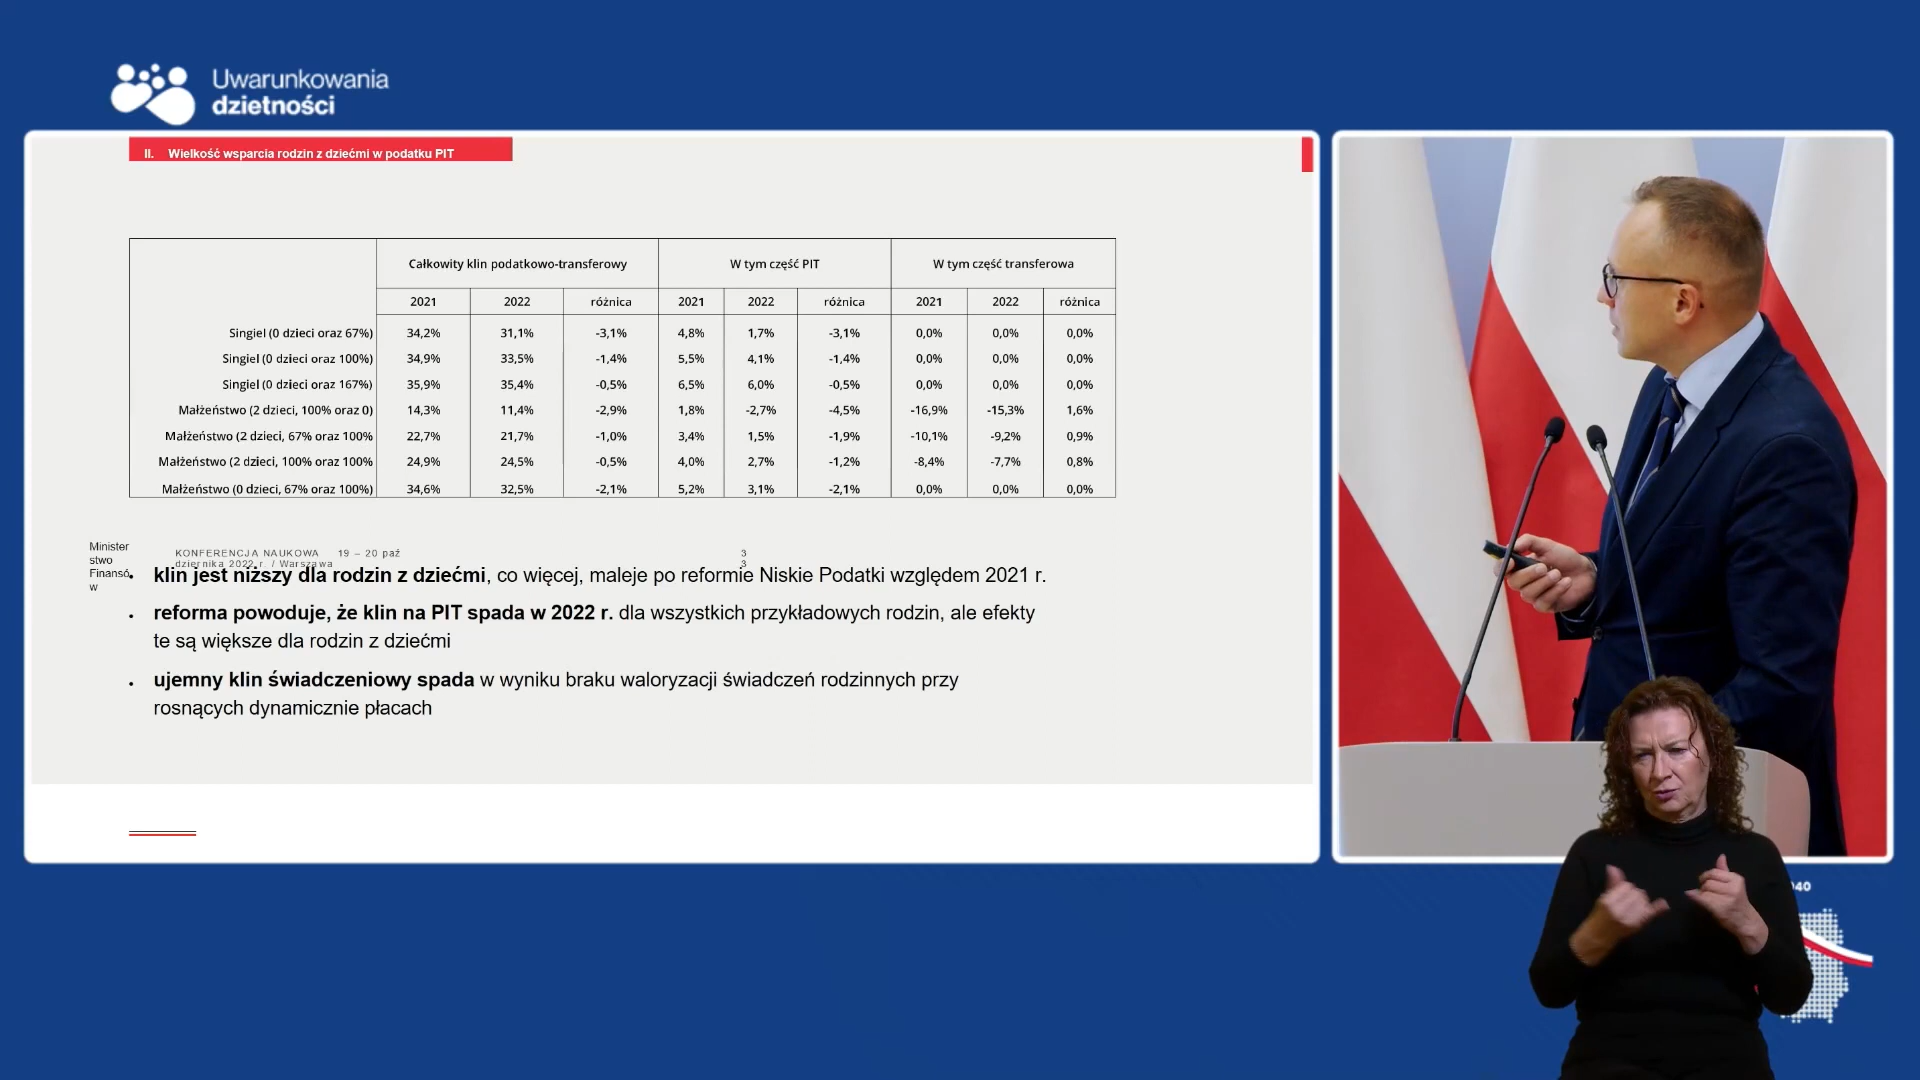 Uwarunkowania
dzietności
II. Wielkość wsparcia rodzin z dziećmi w podatku PIT
Całkowity klin podatkowo-transferowy W tym część PIT W tym część transferowa
2021 2022 różnica 2021 2022 różnica 2021 2022 różnica
Singiel (0 dzieci oraz 67%) 34,2% 31,1% -3,1% 4,8% 1,7% -3,1% 0,0% 0,0% 0,0%
Singiel (0 dzieci oraz 100%) 34,9% 33,5% -1,4% 5,5% 4,1% -1,4% 0,0% 0,0% 0,0%
Singiel (0 dzieci oraz 167%) 35,9% 35,4% -0,5% 6,5% 6,0% -0,5% 0,0% 0,0% 0,0%
Małżeństwo (2 dzieci, 100% oraz 0) 14,3% 11,4% -2,9% 1,8% -2,7% -4,5% -16,9% -15,3% 1,6%
Małżeństwo (2 dzieci, 67% oraz 100% 22,7% 21,7% -1,0% 3,4% 1,5% -1,9% -10,1% -9,2% 0,9%
Małżeństwo (2 dzieci, 100% oraz 100% 24,9% 24,5% -0,5% 4,0% 2,7% -1,2% -8,4% -7,7% 0,8%
Małżeństwo (0 dzieci, 67% oraz 100%) 34,6% 32,5% -2,1% 5,2% 3,1% -2,1% 0,0% 0,0% 0,0%
Minister
stwo
Finansó
w
KONFERENCJA NAUKOWA 19 – 20 paź
dziernika 2022 r. / Warszawa
3
3
• klin jest niższy dla rodzin z dziećmi, co więcej, maleje po reformie Niskie Podatki względem 2021 r.
• reforma powoduje, że klin na PIT spada w 2022 r. dla wszystkich przykładowych rodzin, ale efekty
te są większe dla rodzin z dziećmi
• ujemny klin świadczeniowy spada w wyniku braku waloryzacji świadczeń rodzinnych przy
rosnących dynamicznie płacach